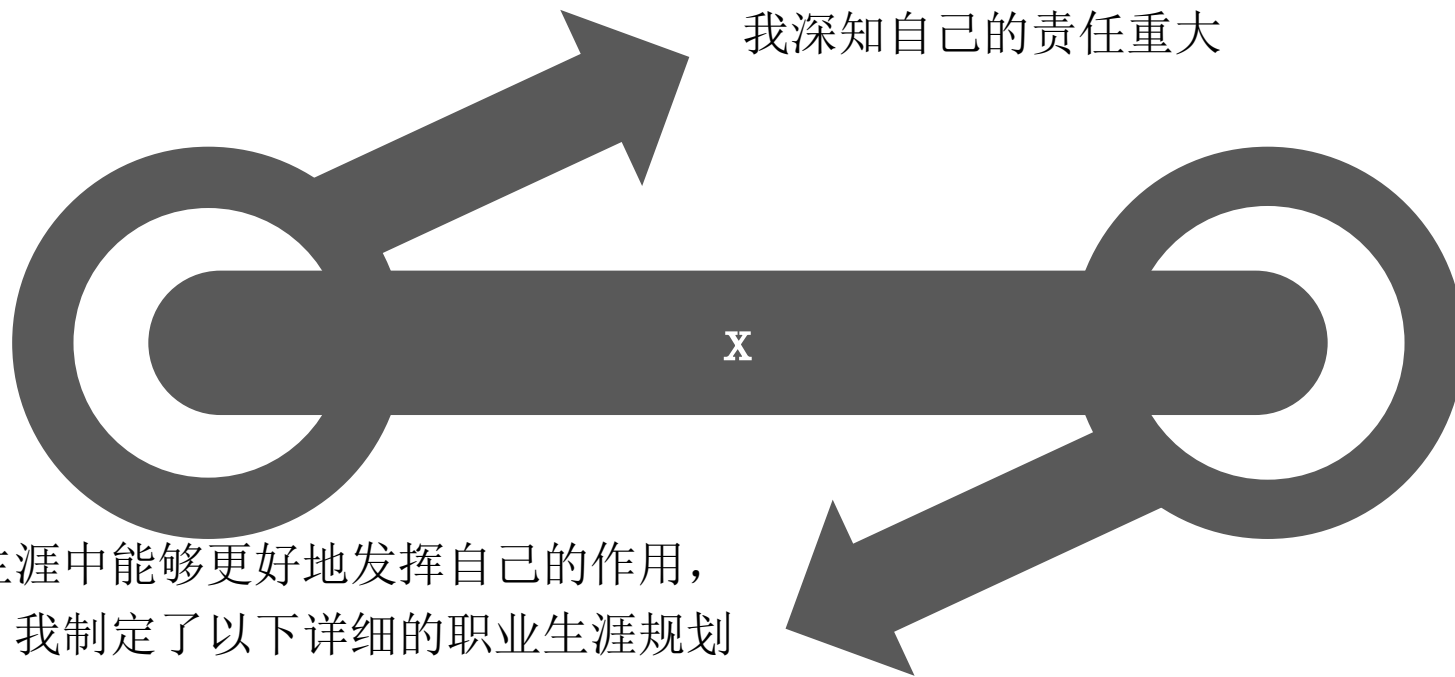 我深知自己的责任重大
X
生涯中能够更好地发挥自己的作用，
我制定了以下详细的职业生涯规划